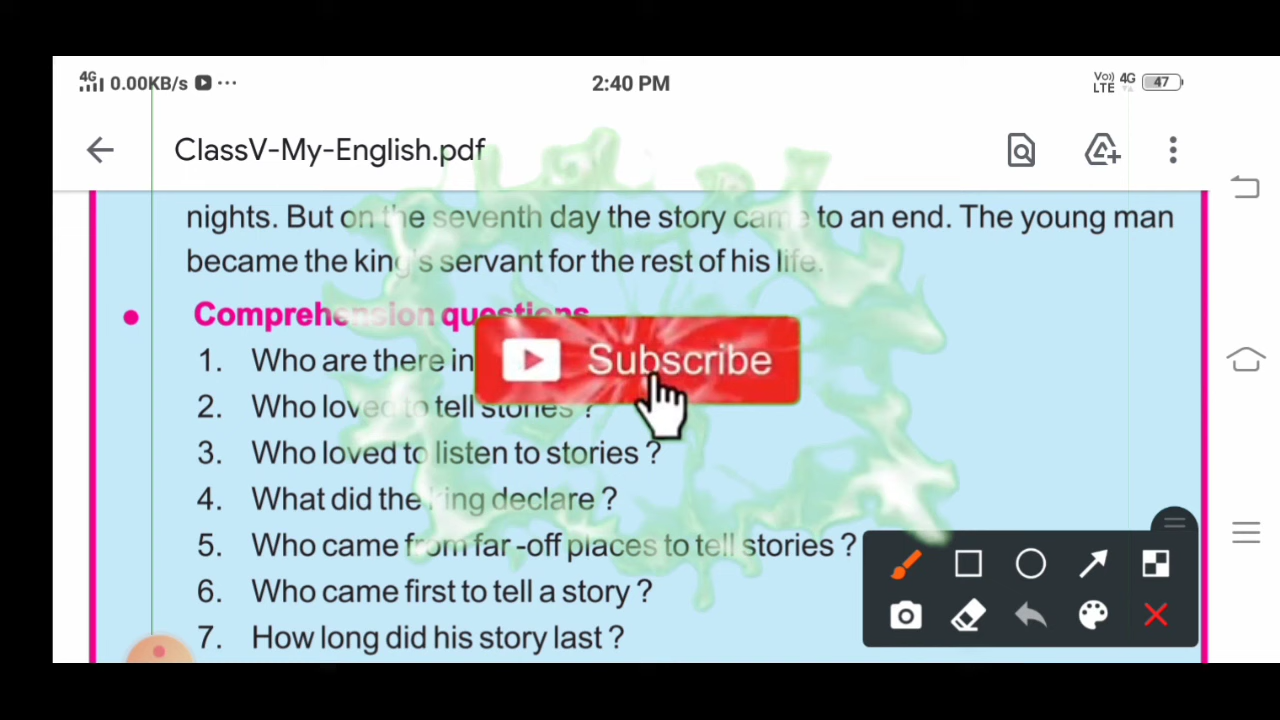 4G 0.00KB/s ... 2:40 PM Vo)) LTE 4G 47
ClassV-My-English.pdf
nights. But on the seventh day the story came to an end. The young man
became the king's servant for the rest of his life.
• Comprehension questions
1. Who are there in
Subscribe
2. Who loved to tell stories ?
3. Who loved to listen to stories ?
4. What did the king declare ?
5. Who came from far -off places to tell stories ?
6. Who came first to tell a story ?
7. How long did his story last ?